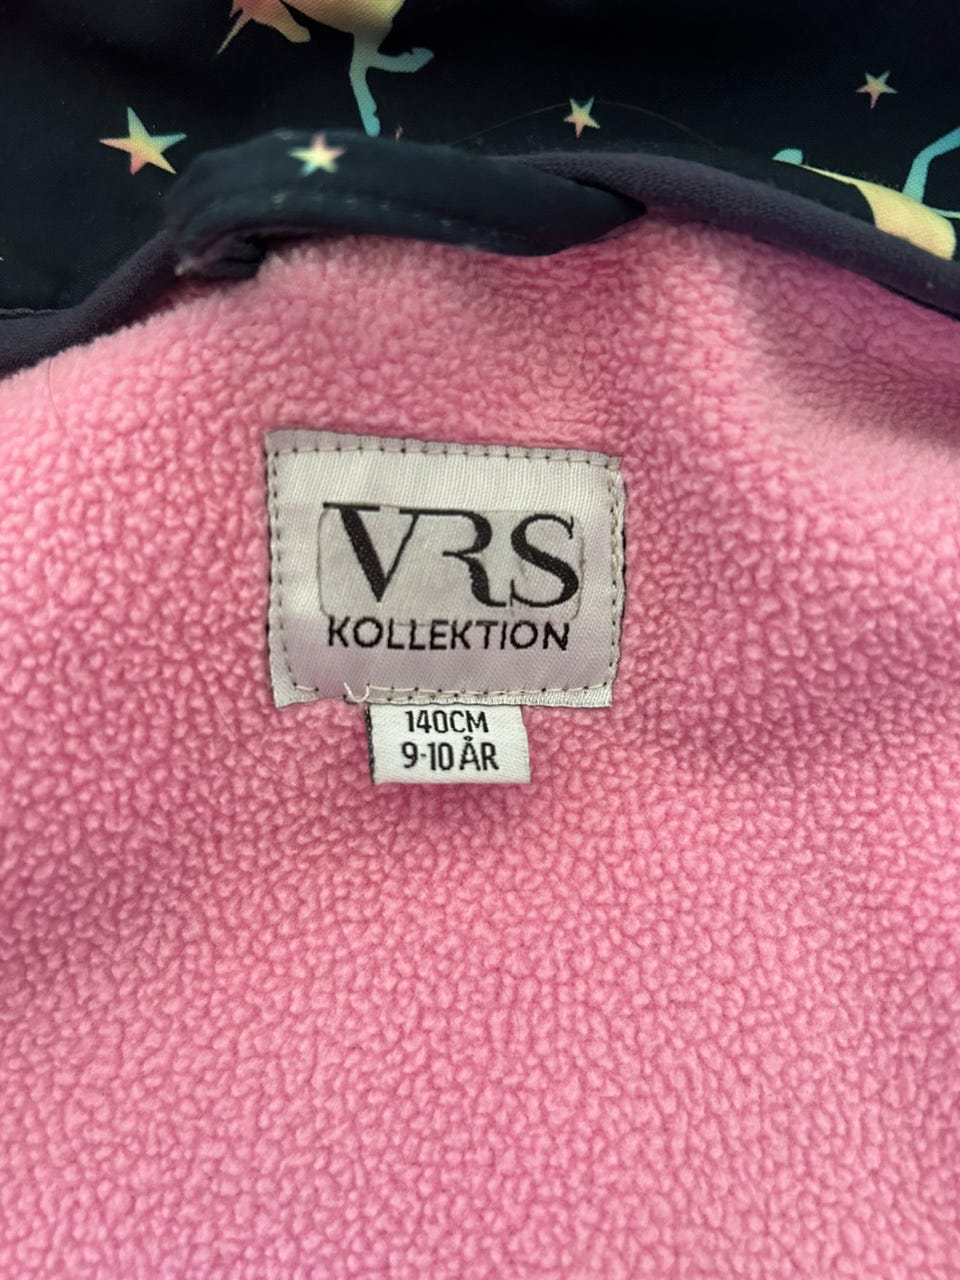 VRS
KOLLEKTION
140CM
9-10 ÅR